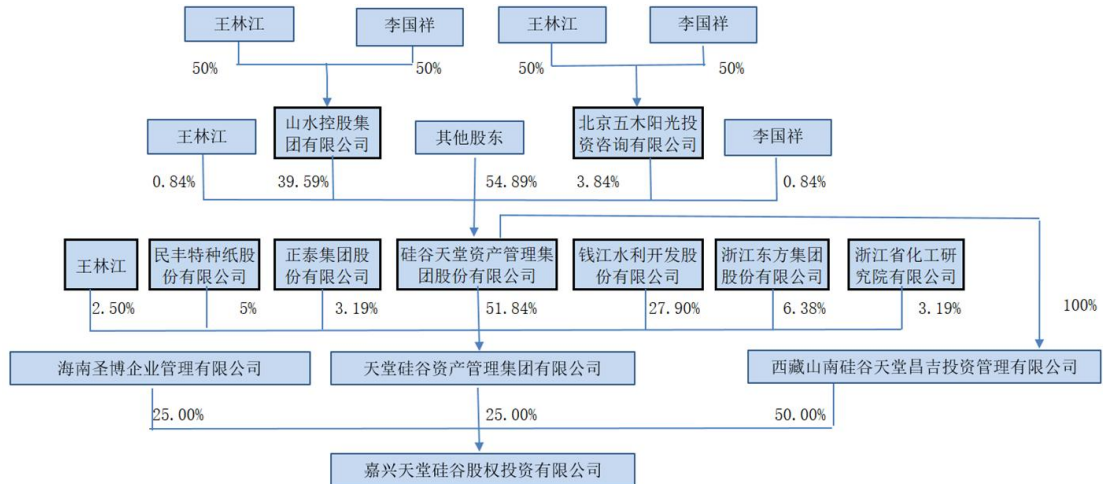 王林江
李国祥
王林江
李国祥
50%
50%
50%
50%
王林江
山水控股集
团有限公司
其他股东
北京五木阳光投
资咨询有限公司
李国祥
0.84%
39.59%
54.89%
3.84%
0.84%
王林江
民丰特种纸股
份有限公司
正泰集团股
份有限公司
硅谷天堂资产管理集
团股份有限公司
钱江水利开发股
份有限公司
浙江东方集团
股份有限公司
浙江省化工研
究院有限公司
2.50%
5%
3.19%
51.84%
27.90%
6.38%
3.19%
100%
海南圣博企业管理有限公司
天堂硅谷资产管理集团有限公司
西藏山南硅谷天堂昌吉投资管理有限公司
25.00%
25.00%
50.00%
嘉兴天堂硅谷股权投资有限公司